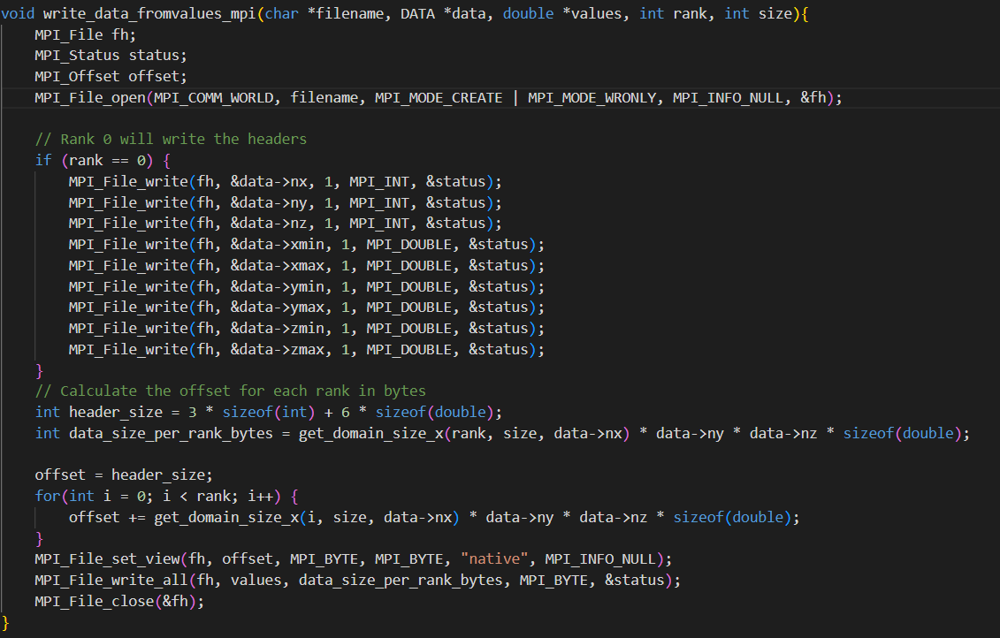 void write_data_fromvalues_mpi(char *filename, DATA *data, double *values, int rank, int size){
    MPI_File fh;
    MPI_Status status;
    MPI_Offset offset;
    MPI_File_open(MPI_COMM_WORLD, filename, MPI_MODE_CREATE | MPI_MODE_WRONLY, MPI_INFO_NULL, &fh);

    // Rank 0 will write the headers
    if (rank == 0) {
        MPI_File_write(fh, &data->nx, 1, MPI_INT, &status);
        MPI_File_write(fh, &data->ny, 1, MPI_INT, &status);
        MPI_File_write(fh, &data->nz, 1, MPI_INT, &status);
        MPI_File_write(fh, &data->xmin, 1, MPI_DOUBLE, &status);
        MPI_File_write(fh, &data->xmax, 1, MPI_DOUBLE, &status);
        MPI_File_write(fh, &data->ymin, 1, MPI_DOUBLE, &status);
        MPI_File_write(fh, &data->ymax, 1, MPI_DOUBLE, &status);
        MPI_File_write(fh, &data->zmin, 1, MPI_DOUBLE, &status);
        MPI_File_write(fh, &data->zmax, 1, MPI_DOUBLE, &status);
    }
    // Calculate the offset for each rank in bytes
    int header_size = 3 * sizeof(int) + 6 * sizeof(double);
    int data_size_per_rank_bytes = get_domain_size_x(rank, size, data->nx) * data->ny * data->nz * sizeof(double);

    offset = header_size;
    for(int i = 0; i < rank; i++) {
        offset += get_domain_size_x(i, size, data->nx) * data->ny * data->nz * sizeof(double);
    }
    MPI_File_set_view(fh, offset, MPI_BYTE, MPI_BYTE, "native", MPI_INFO_NULL);
    MPI_File_write_all(fh, values, data_size_per_rank_bytes, MPI_BYTE, &status);
    MPI_File_close(&fh);
}